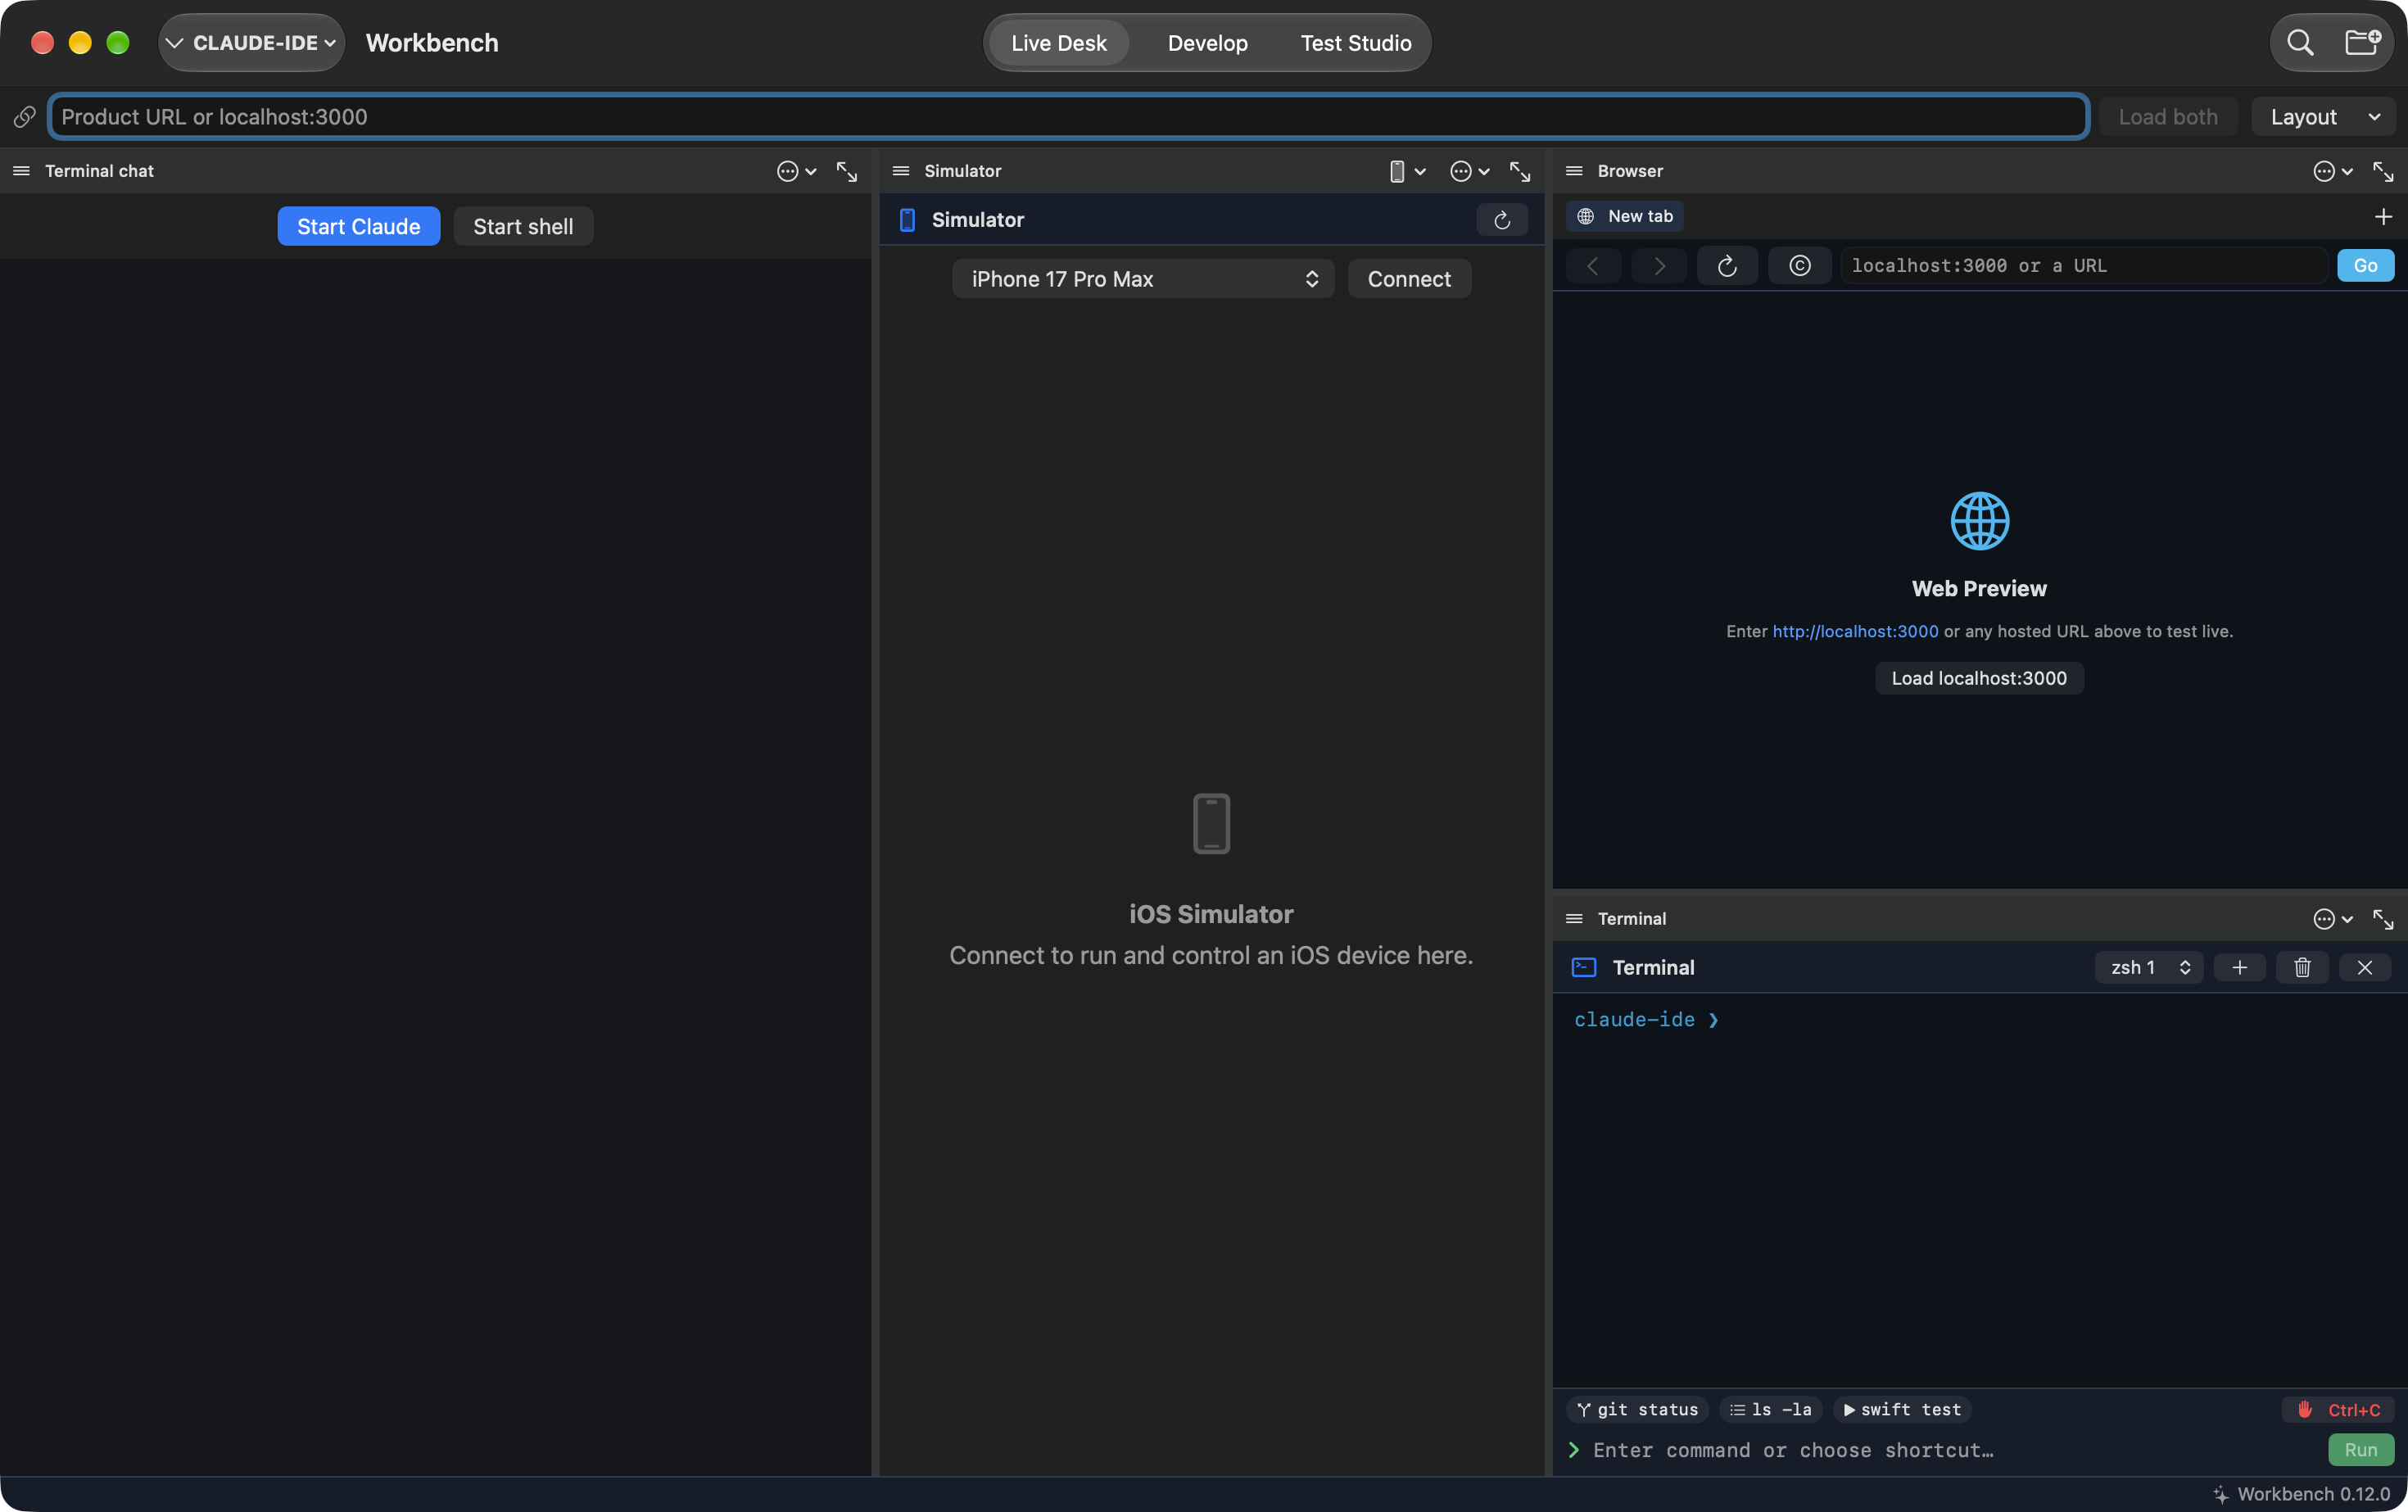 CLAUDE-IDE
Workbench
Live Desk
Develop
Test Studio
Product URL or localhost:3000
Load both
Layout
Terminal chat
Start Claude
Start shell
Simulator
Simulator
iPhone 17 Pro Max
Connect
iOS Simulator
Connect to run and control an iOS device here.
Browser
New tab
localhost:3000 or a URL
Go
Web Preview
Enter http://localhost:3000 or any hosted URL above to test live.
Load localhost:3000
Terminal
Terminal
zsh 1
claude-ide ❯
git status
ls -la
swift test
Ctrl+C
Enter command or choose shortcut…
Run
Workbench 0.12.0